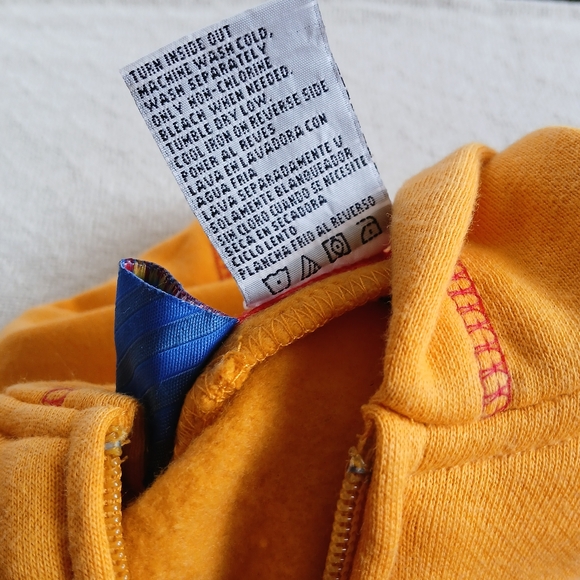 TURN INSIDE OUT
MACHINE WASH COLD,
WASH SEPARATELY
ONLY NON-CHLORINE
BLEACH WHEN NEEDED.
TUMBLE DRY LOW
COOL IRON ON REVERSE SIDE
PONER AL REVES
LAVA EN LAVADORA CON
AGUA FRIA
LAVA SEPARADAMENTE U
SOLAMENTE BLANQUEADOR
UN CLORO CUANDO SE NECESITE
SECA EN SECADORA
CICLO LENTO
PLANCHA FRIO AL REVERSO